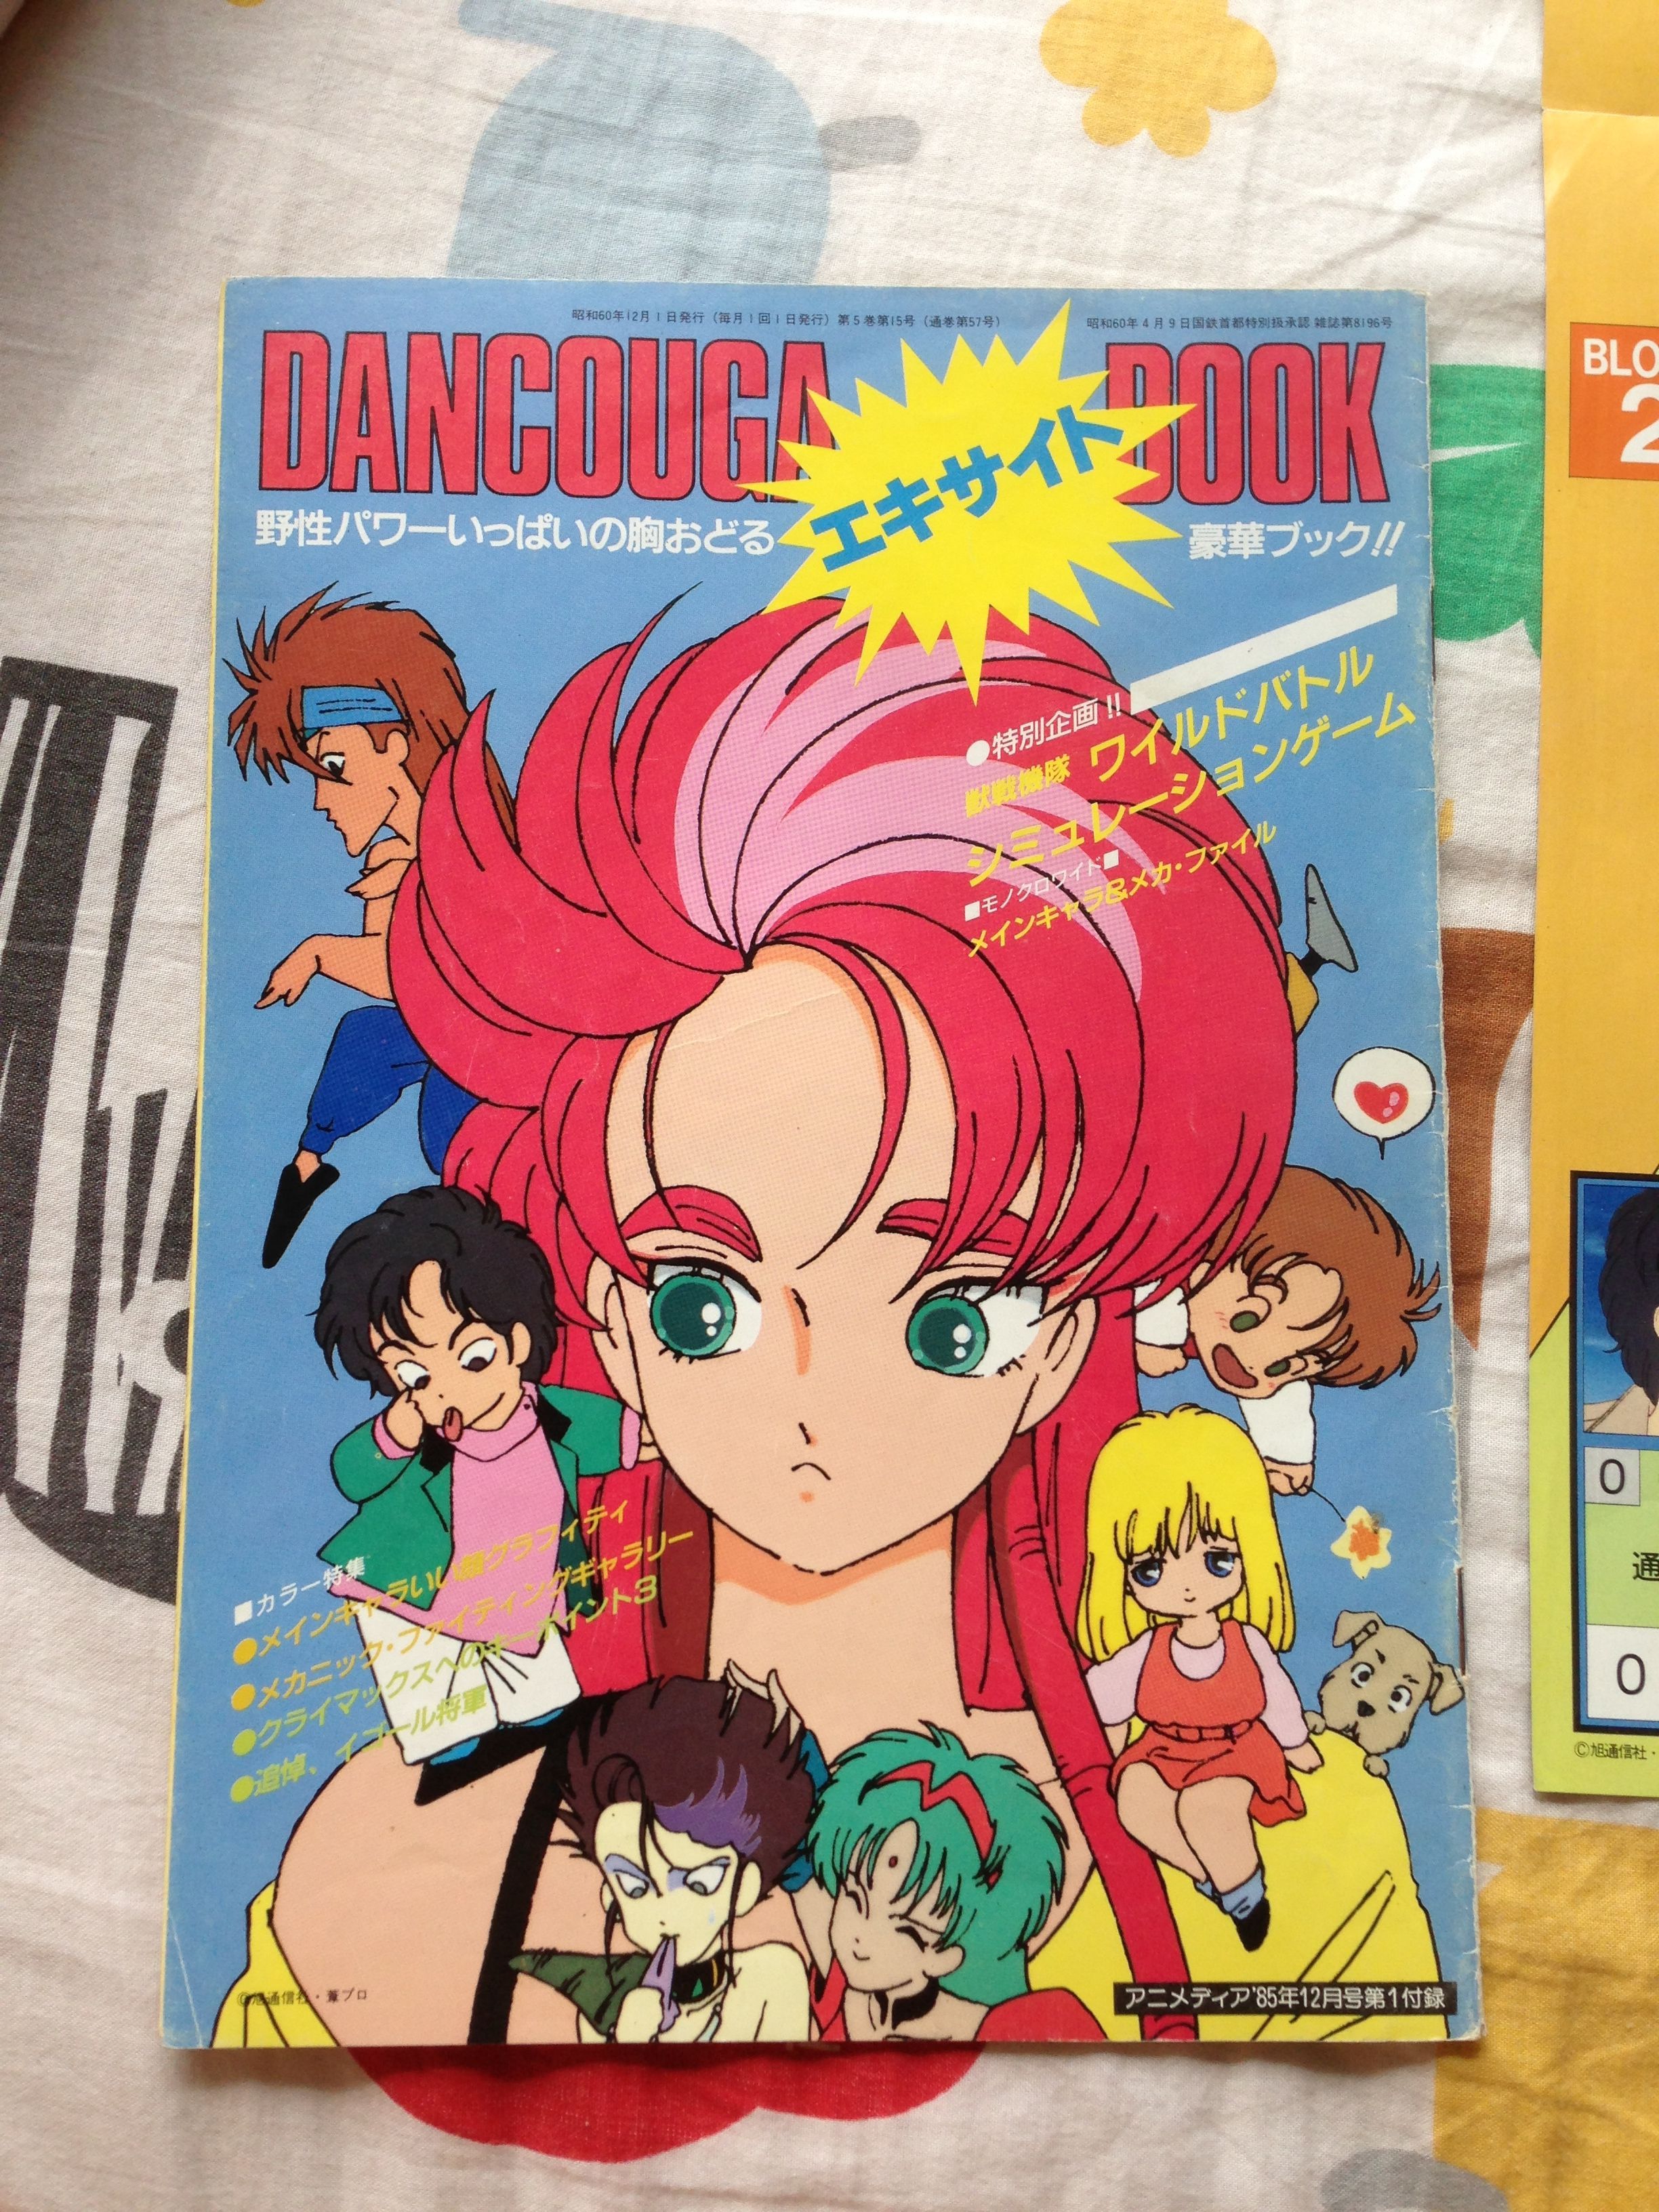 昭和60年12月1日発行（毎月1回1日発行）第5巻第15号（通巻第57号）
昭和60年4月9日国鉄首都特別扱承認 雑誌第8196号
DANCOUGA
エキサイト
BOOK
野性パワーいっぱいの胸おどる
豪華ブック!!
●特別企画!!
獣戦機隊 ワイルドバトル
シミュレーションゲーム
■モノクロワイド■
メインキャラ&メカ・ファイル
■カラー特集
●メインキャラいい顔グラフィティ
●メカニック・ファイティングギャラリー
●クライマックスへのキーポイント3
●追悼、イゴール将軍
©旭通信社・葦プロ
アニメディア'85年12月号第1付録
BLO
2
0
通
0
©旭通信社・